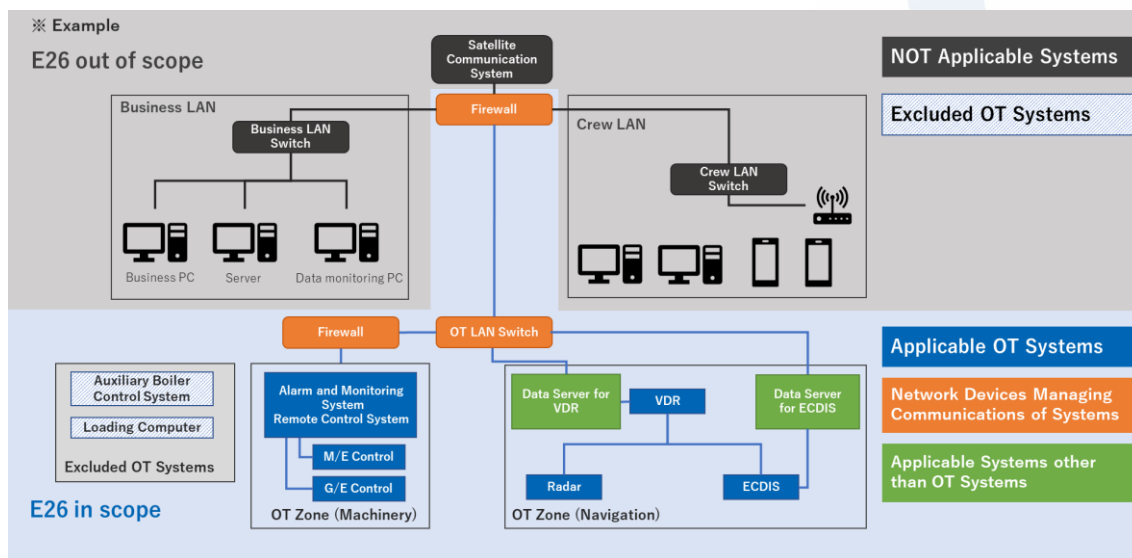 ※ Example
E26 out of scope
Satellite
Communication
System
Firewall
NOT Applicable Systems
Excluded OT Systems
Business LAN
Business LAN
Switch
Business PC
Server
Data monitoring PC
Crew LAN
Crew LAN
Switch
Firewall
OT LAN Switch
Applicable OT Systems
Network Devices Managing
Communications of Systems
Applicable Systems other
than OT Systems
Auxiliary Boiler
Control System
Loading Computer
Excluded OT Systems
Alarm and Monitoring
System
Remote Control System
M/E Control
G/E Control
OT Zone (Machinery)
Data Server for
VDR
VDR
Data Server
for ECDIS
Radar
ECDIS
OT Zone (Navigation)
E26 in scope